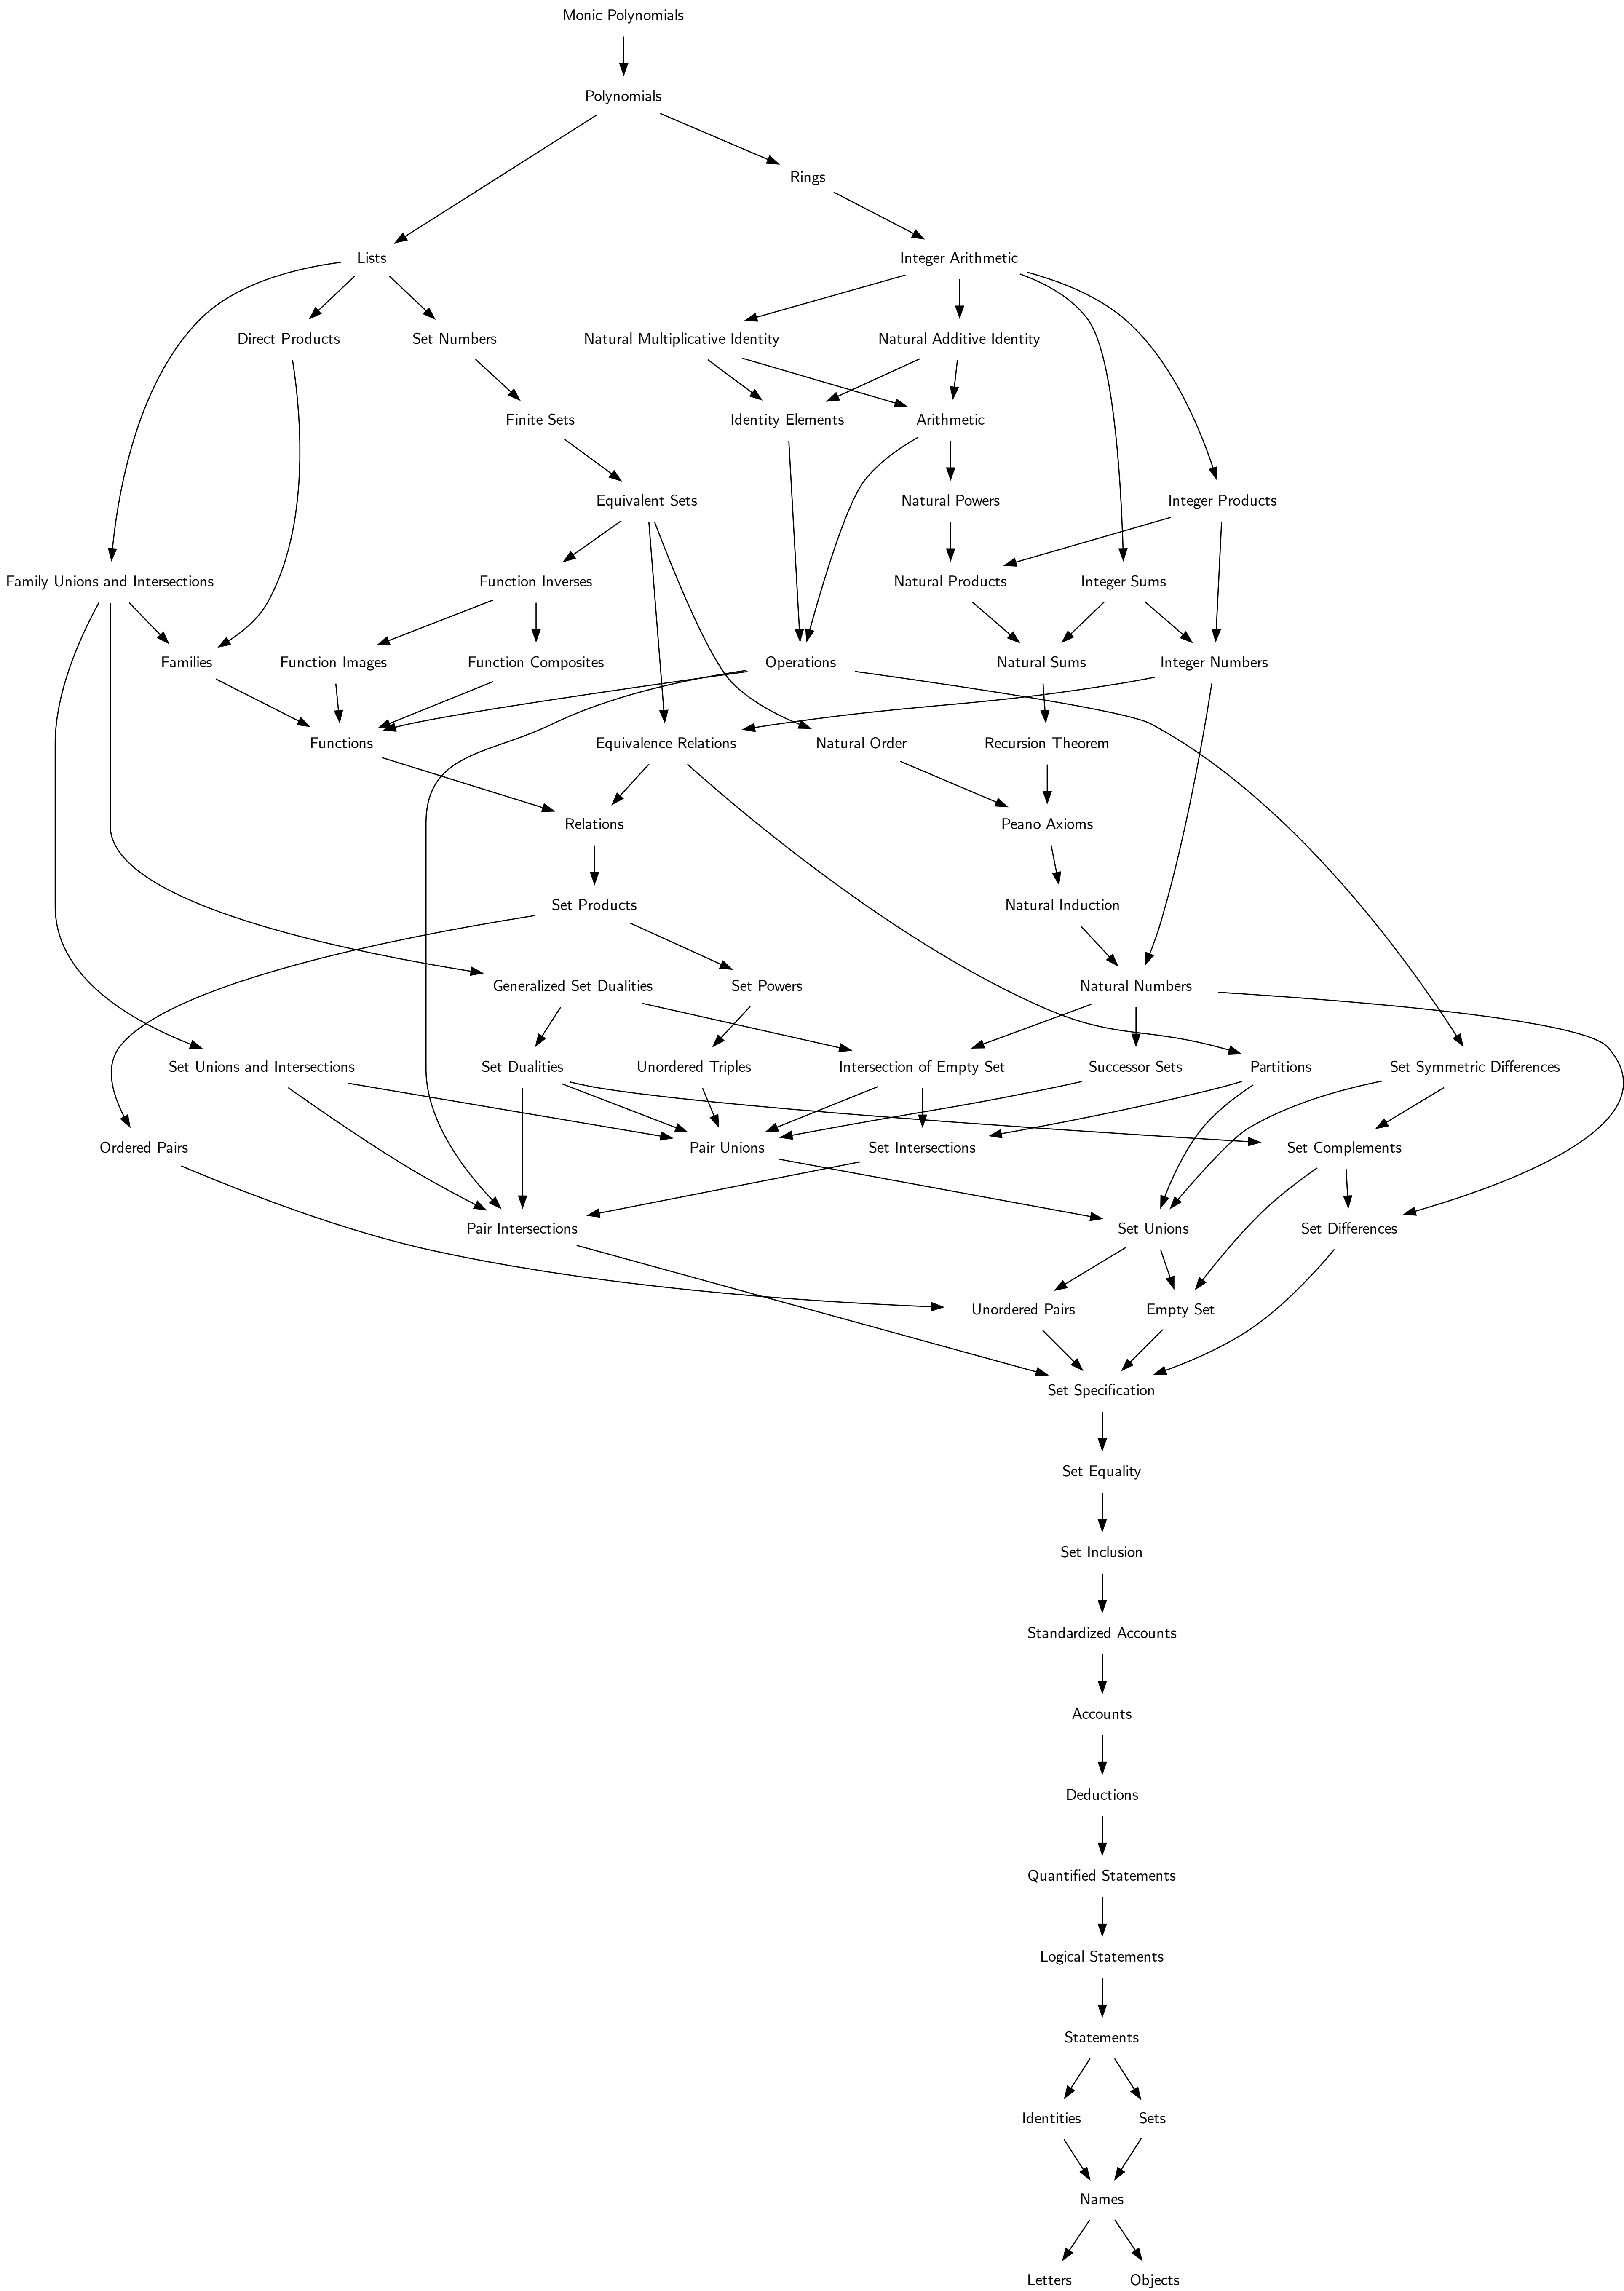 Monic Polynomials
Polynomials
Rings
Lists
Integer Arithmetic
Direct Products
Set Numbers
Natural Multiplicative Identity
Natural Additive Identity
Finite Sets
Identity Elements
Arithmetic
Equivalent Sets
Natural Powers
Integer Products
Family Unions and Intersections
Function Inverses
Natural Products
Integer Sums
Families
Function Images
Function Composites
Operations
Natural Sums
Integer Numbers
Functions
Equivalence Relations
Natural Order
Recursion Theorem
Relations
Peano Axioms
Set Products
Natural Induction
Generalized Set Dualities
Set Powers
Natural Numbers
Set Unions and Intersections
Set Dualities
Unordered Triples
Intersection of Empty Set
Successor Sets
Partitions
Set Symmetric Differences
Ordered Pairs
Pair Unions
Set Intersections
Set Complements
Pair Intersections
Set Unions
Set Differences
Unordered Pairs
Empty Set
Set Specification
Set Equality
Set Inclusion
Standardized Accounts
Accounts
Deductions
Quantified Statements
Logical Statements
Statements
Identities
Sets
Names
Letters
Objects